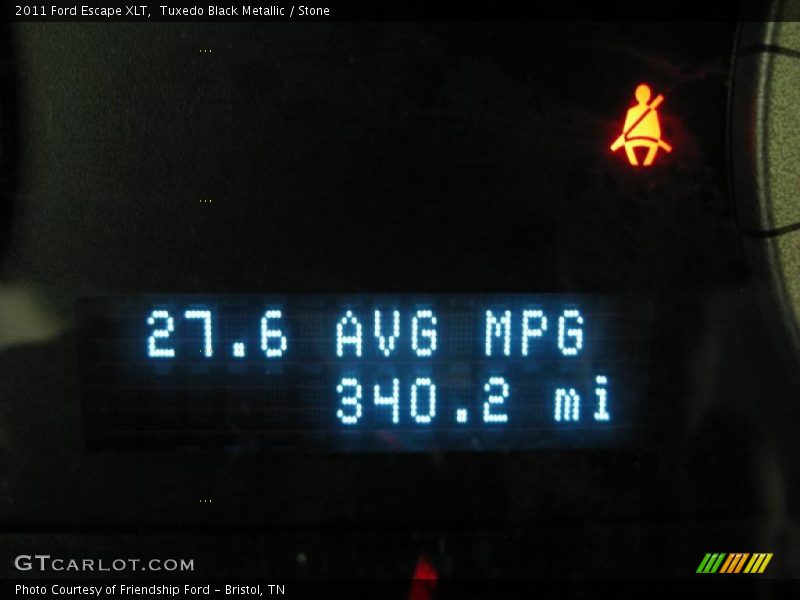 2011 Ford Escape XLT,  Tuxedo Black Metallic / Stone
...
...
27.6 AVG MPG
340.2 mi
...
GTCARLOT.COM
Photo Courtesy of Friendship Ford – Bristol, TN